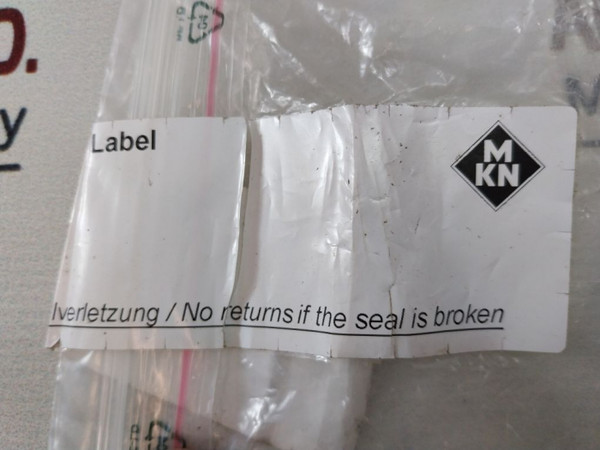 Label
M
KN
lverletzung / No returns if the seal is broken